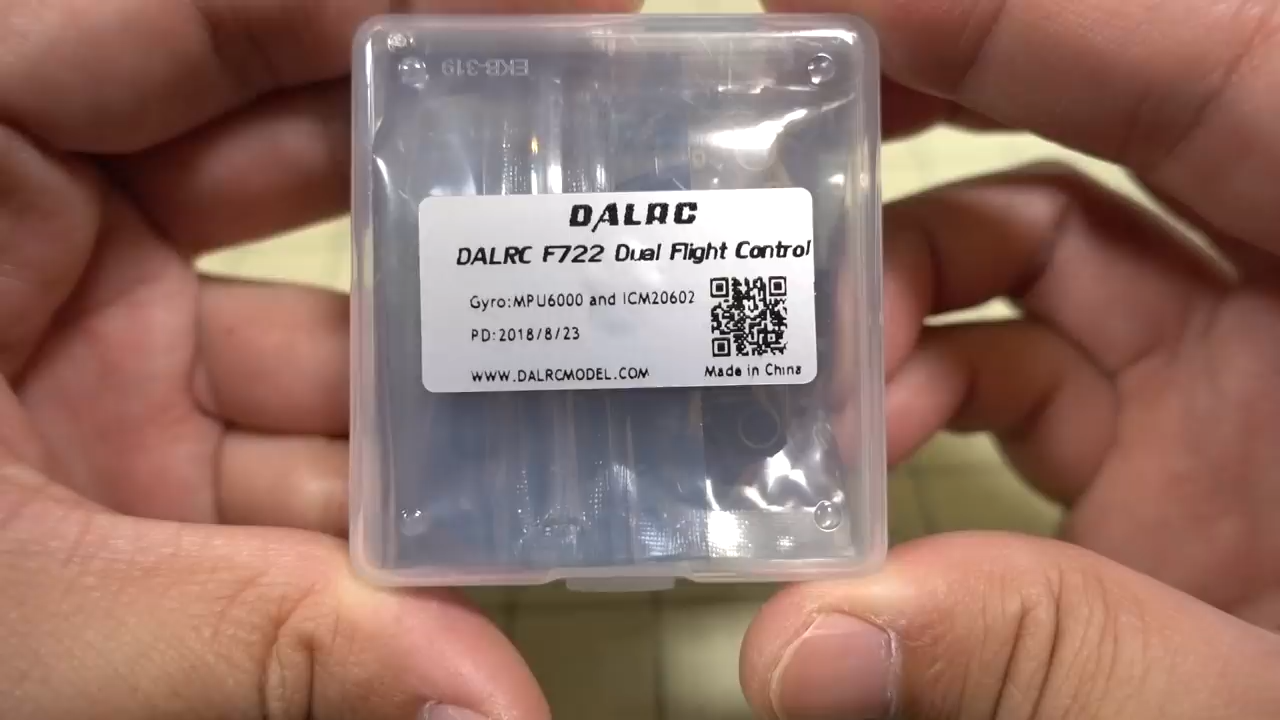 EKB-319
DALRC
DALRC F722 Dual Flight Control
Gyro:MPU6000 and ICM20602
PD:2018/8/23
WWW.DALRCMODEL.COM
Made in China